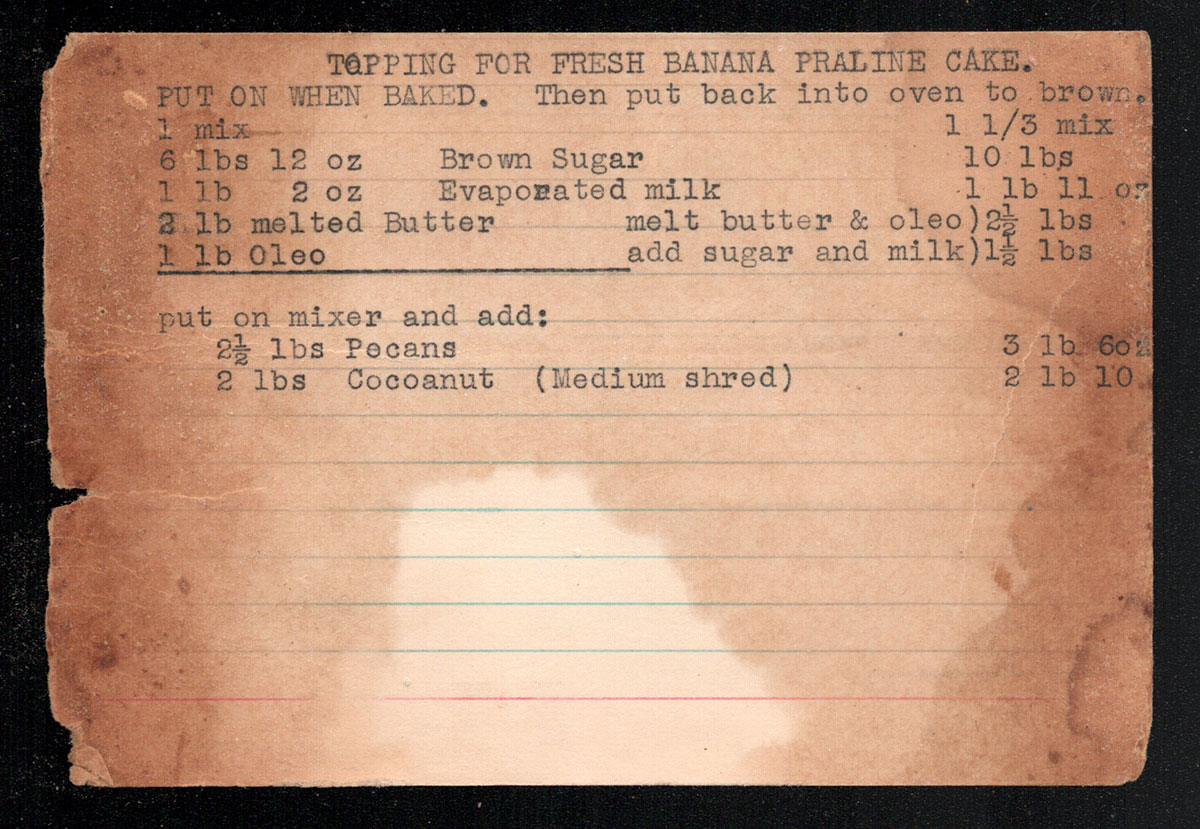 TOPPING FOR FRESH BANANA PRALINE CAKE.
PUT ON WHEN BAKED. Then put back into oven to brown.
1 mix 1 1/3 mix
6 lbs 12 oz Brown Sugar 10 lbs
1 lb 2 oz Evaporated milk 1 lb 11 oz
2 lb melted Butter melt butter & oleo)2½ lbs
1 lb Oleo add sugar and milk)1½ lbs
put on mixer and add:
2½ lbs Pecans 3 lb 6oz
2 lbs Cocoanut (Medium shred) 2 lb 10